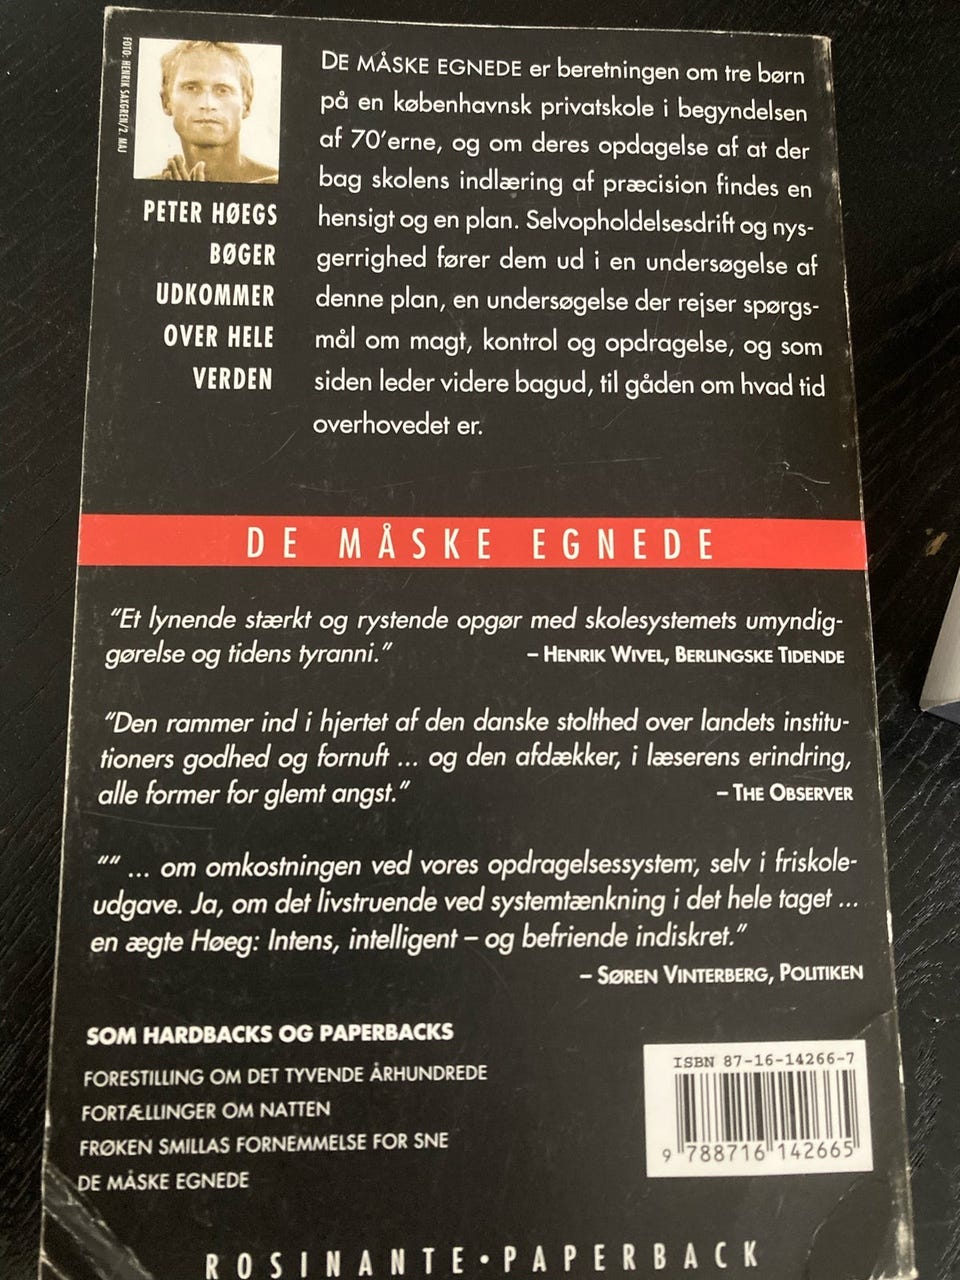 FOTO: HENRIK SAXGREN/2. MAJ
PETER HØEGS
BØGER
UDKOMMER
OVER HELE
VERDEN
DE MÅSKE EGNEDE er beretningen om tre børn
på en københavnsk privatskole i begyndelsen
af 70'erne, og om deres opdagelse af at der
bag skolens indlæring af præcision findes en
hensigt og en plan. Selvopholdelsesdrift og nys-
gerrighed fører dem ud i en undersøgelse af
denne plan, en undersøgelse der rejser spørgs-
mål om magt, kontrol og opdragelse, og som
siden leder videre bagud, til gåden om hvad tid
overhovedet er.
DE MÅSKE EGNEDE
"Et lynende stærkt og rystende opgør med skolesystemets umyndig-
gørelse og tidens tyranni." – HENRIK WIVEL, BERLINGSKE TIDENDE
"Den rammer ind i hjertet af den danske stolthed over landets institu-
tioners godhed og fornuft ... og den afdækker, i læserens erindring,
alle former for glemt angst." – THE OBSERVER
"" ... om omkostningen ved vores opdragelsessystem, selv i friskole-
udgave. Ja, om det livstruende ved systemtænkning i det hele taget ...
en ægte Høeg: Intens, intelligent – og befriende indiskret."
– SØREN VINTERBERG, POLITIKEN
SOM HARDBACKS OG PAPERBACKS
FORESTILLING OM DET TYVENDE ÅRHUNDREDE
FORTÆLLINGER OM NATTEN
FRØKEN SMILLAS FORNEMMELSE FOR SNE
DE MÅSKE EGNEDE
ISBN 87-16-14266-7
9 788716 142665
ROSINANTE • PAPERBACK